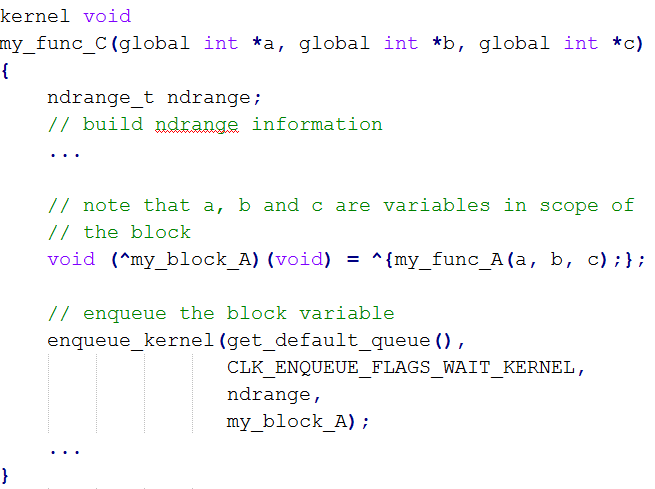 kernel void
my_func_C(global int *a, global int *b, global int *c)
{
    ndrange_t ndrange;
    // build ndrange information
    ...

    // note that a, b and c are variables in scope of
    // the block
    void (^my_block_A)(void) = ^{my_func_A(a, b, c);};

    // enqueue the block variable
    enqueue_kernel(get_default_queue(),
                   CLK_ENQUEUE_FLAGS_WAIT_KERNEL,
                   ndrange,
                   my_block_A);
    ...
}